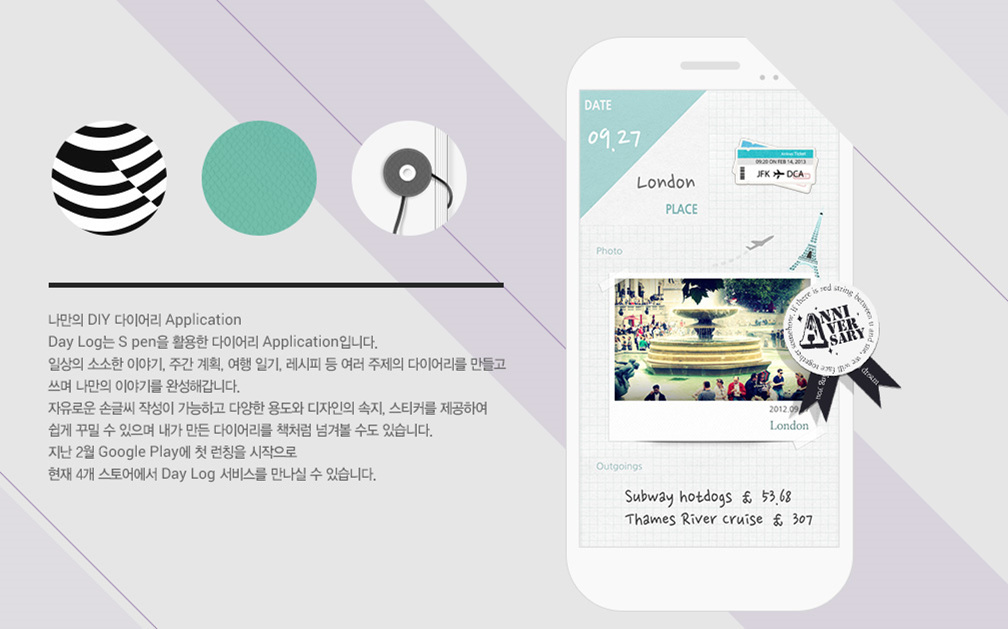 나만의 DIY 다이어리 Application
Day Log는 S pen을 활용한 다이어리 Application입니다.
일상의 소소한 이야기, 주간 계획, 여행 일기, 레시피 등 여러 주제의 다이어리를 만들고
쓰며 나만의 이야기를 완성해갑니다.
자유로운 손글씨 작성이 가능하고 다양한 용도와 디자인의 속지, 스티커를 제공하여
쉽게 꾸밀 수 있으며 내가 만든 다이어리를 책처럼 넘겨볼 수도 있습니다.
지난 2월 Google Play에 첫 런칭을 시작으로
현재 4개 스토어에서 Day Log 서비스를 만나실 수 있습니다.
DATE
09.27
London
PLACE
Airline Ticket
09:20 ON FEB 14, 2013
JFK DCA
Photo
ANNI
VER
SARY
there is red string between
2012.09
London
Outgoings
Subway hotdogs £ 53.68
Thames River cruise £ 307